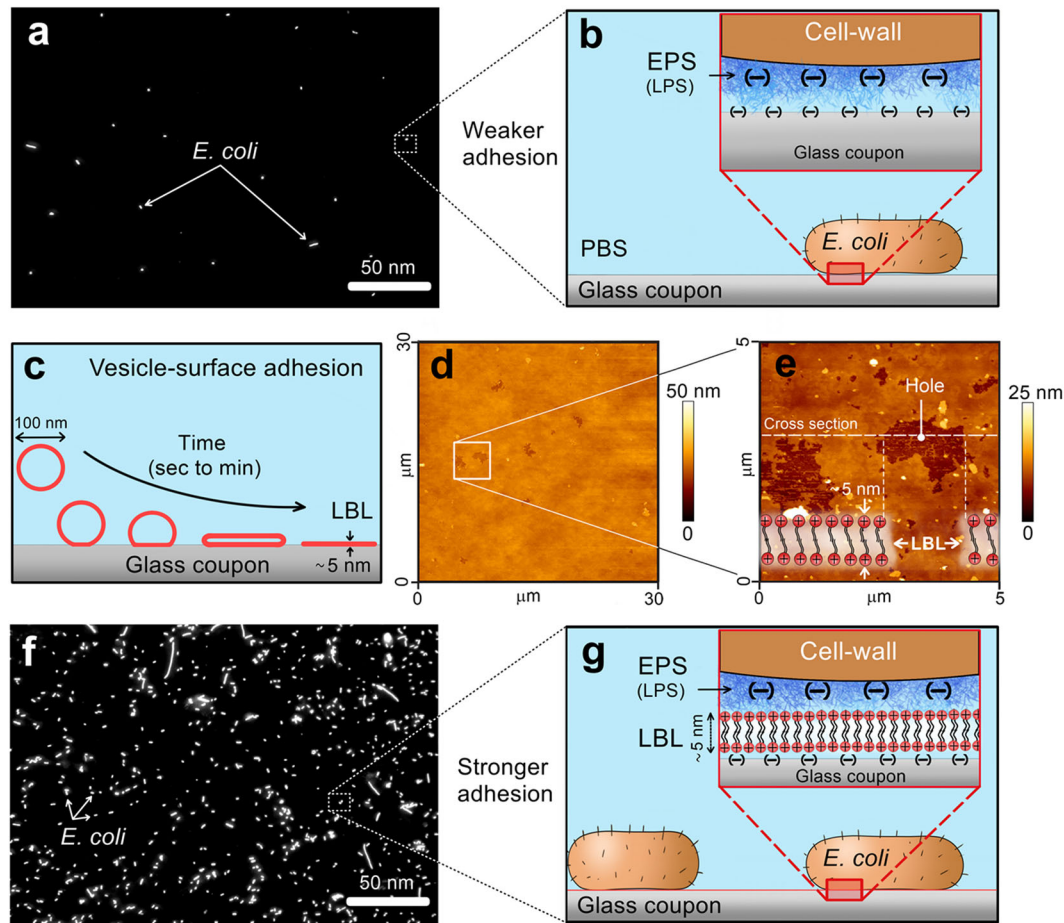 a
E. coli
50 nm
Weaker
adhesion
b
Cell-wall
EPS
(LPS)
(−) (−) (−) (−)
(−) (−) (−) (−) (−) (−) (−)
Glass coupon
PBS
E. coli
Glass coupon
c
Vesicle-surface adhesion
100 nm
Time
(sec to min)
LBL
~5 nm
Glass coupon
d
30
μm
0
0
μm
30
50 nm
0
e
5
μm
0
Hole
Cross section
~5 nm
LBL
0
μm
5
25 nm
0
f
E. coli
50 nm
Stronger
adhesion
g
Cell-wall
EPS
(LPS)
(−) (−) (−) (−)
LBL
~5 nm
(−) (−) (−) (−) (−) (−) (−)
Glass coupon
E. coli
Glass coupon